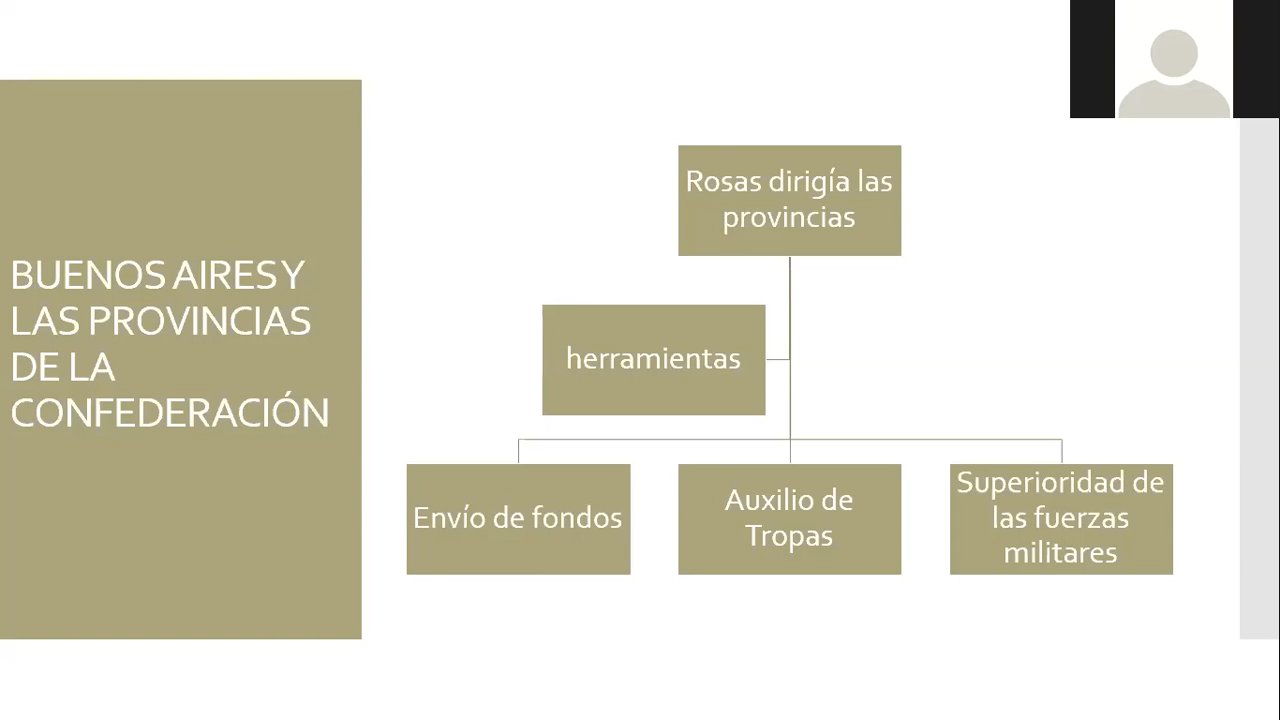 BUENOS AIRES Y
LAS PROVINCIAS
DE LA
CONFEDERACIÓN
Rosas dirigía las
provincias
herramientas
Envío de fondos
Auxilio de
Tropas
Superioridad de
las fuerzas
militares